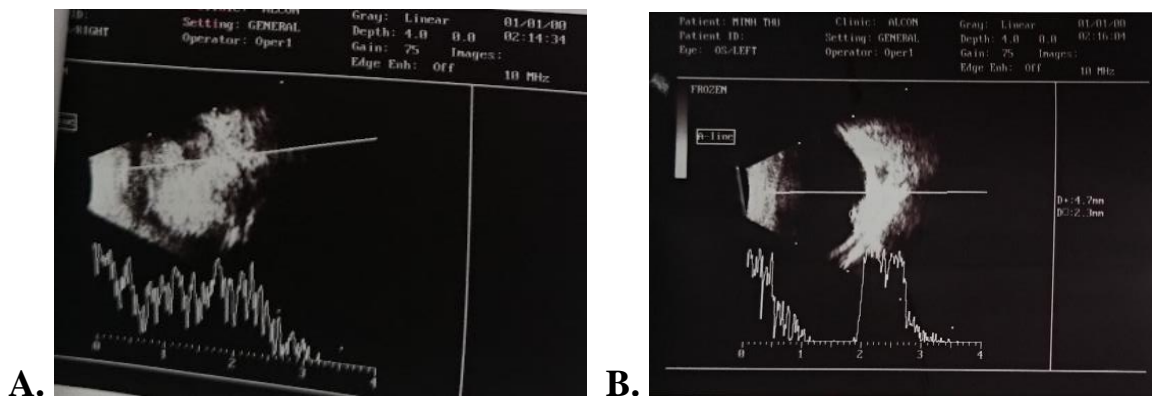 ID: Clinic: ALCON Gray: Linear 01/01/00
/RIGHT Setting: GENERAL Depth: 4.0 0.0 02:14:34
Operator: Oper1 Gain: 75 Images:
Edge Enh: Off
10 MHz
0 1 2 3 4
A.
Patient: MINH THU Clinic: ALCON Gray: Linear 01/01/00
Patient ID: Setting: GENERAL Depth: 4.0 0.0 02:16:04
Eye: OS/LEFT Operator: Oper1 Gain: 75 Images:
Edge Enh: Off 10 MHz
FROZEN
A-line
D+:4.7mm
D□:2.3mm
0 1 2 3 4
B.